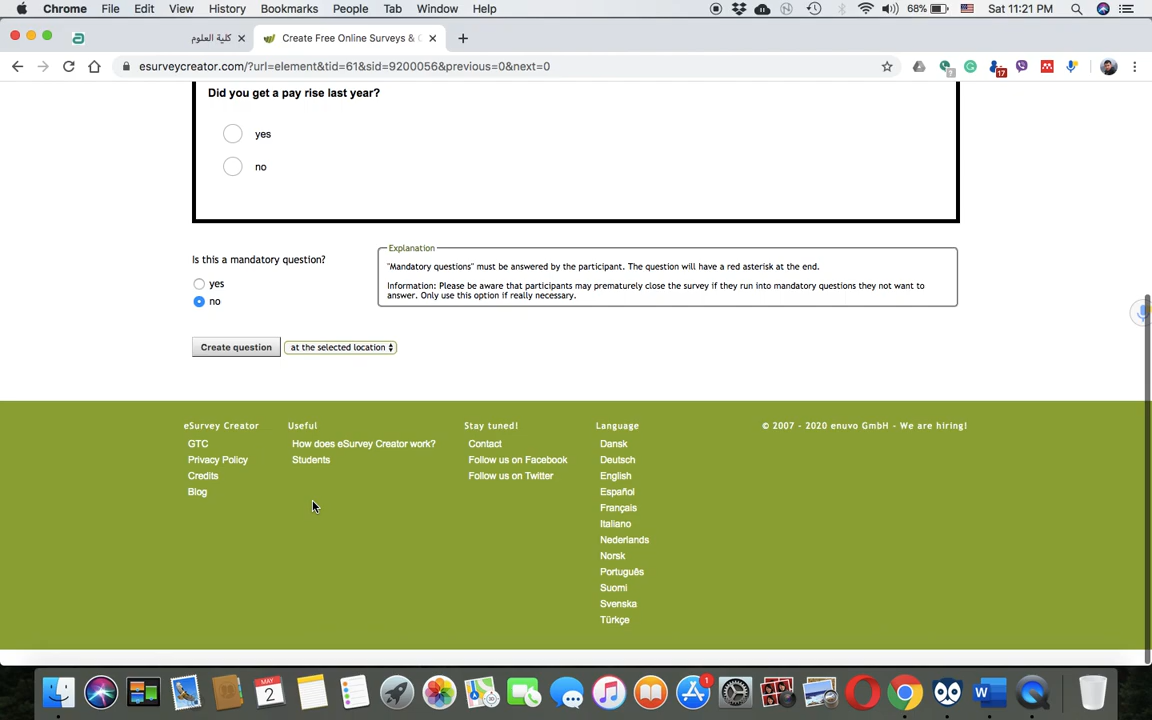 Chrome File Edit View History Bookmarks People Tab Window Help 68% Sat 11:21 PM
كلية العلوم
Create Free Online Surveys &
esurveycreator.com/?url=element&tid=61&sid=9200056&previous=0&next=0
17
Did you get a pay rise last year?
yes
no
Is this a mandatory question?
yes
no
Explanation
"Mandatory questions" must be answered by the participant. The question will have a red asterisk at the end.
Information: Please be aware that participants may prematurely close the survey if they run into mandatory questions they not want to
answer. Only use this option if really necessary.
Create question at the selected location
eSurvey Creator
GTC
Privacy Policy
Credits
Blog
Useful
How does eSurvey Creator work?
Students
Stay tuned!
Contact
Follow us on Facebook
Follow us on Twitter
Language
Dansk
Deutsch
English
Español
Français
Italiano
Nederlands
Norsk
Português
Suomi
Svenska
Türkçe
© 2007 - 2020 enuvo GmbH - We are hiring!
MAY
2
1
W